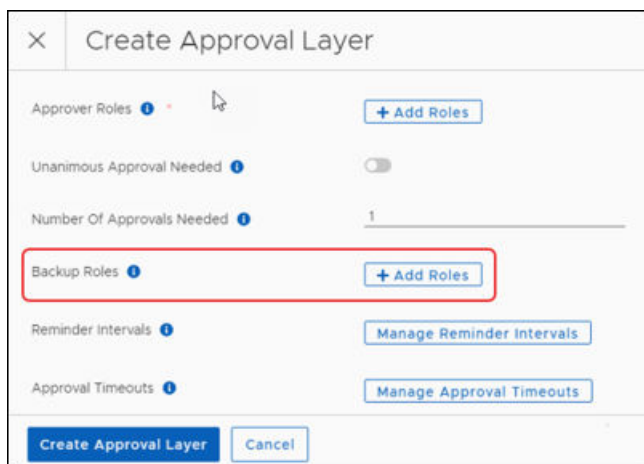 Create Approval Layer
Approver Roles *
+ Add Roles
Unanimous Approval Needed
Number Of Approvals Needed
1
Backup Roles
+ Add Roles
Reminder Intervals
Manage Reminder Intervals
Approval Timeouts
Manage Approval Timeouts
Create Approval Layer
Cancel